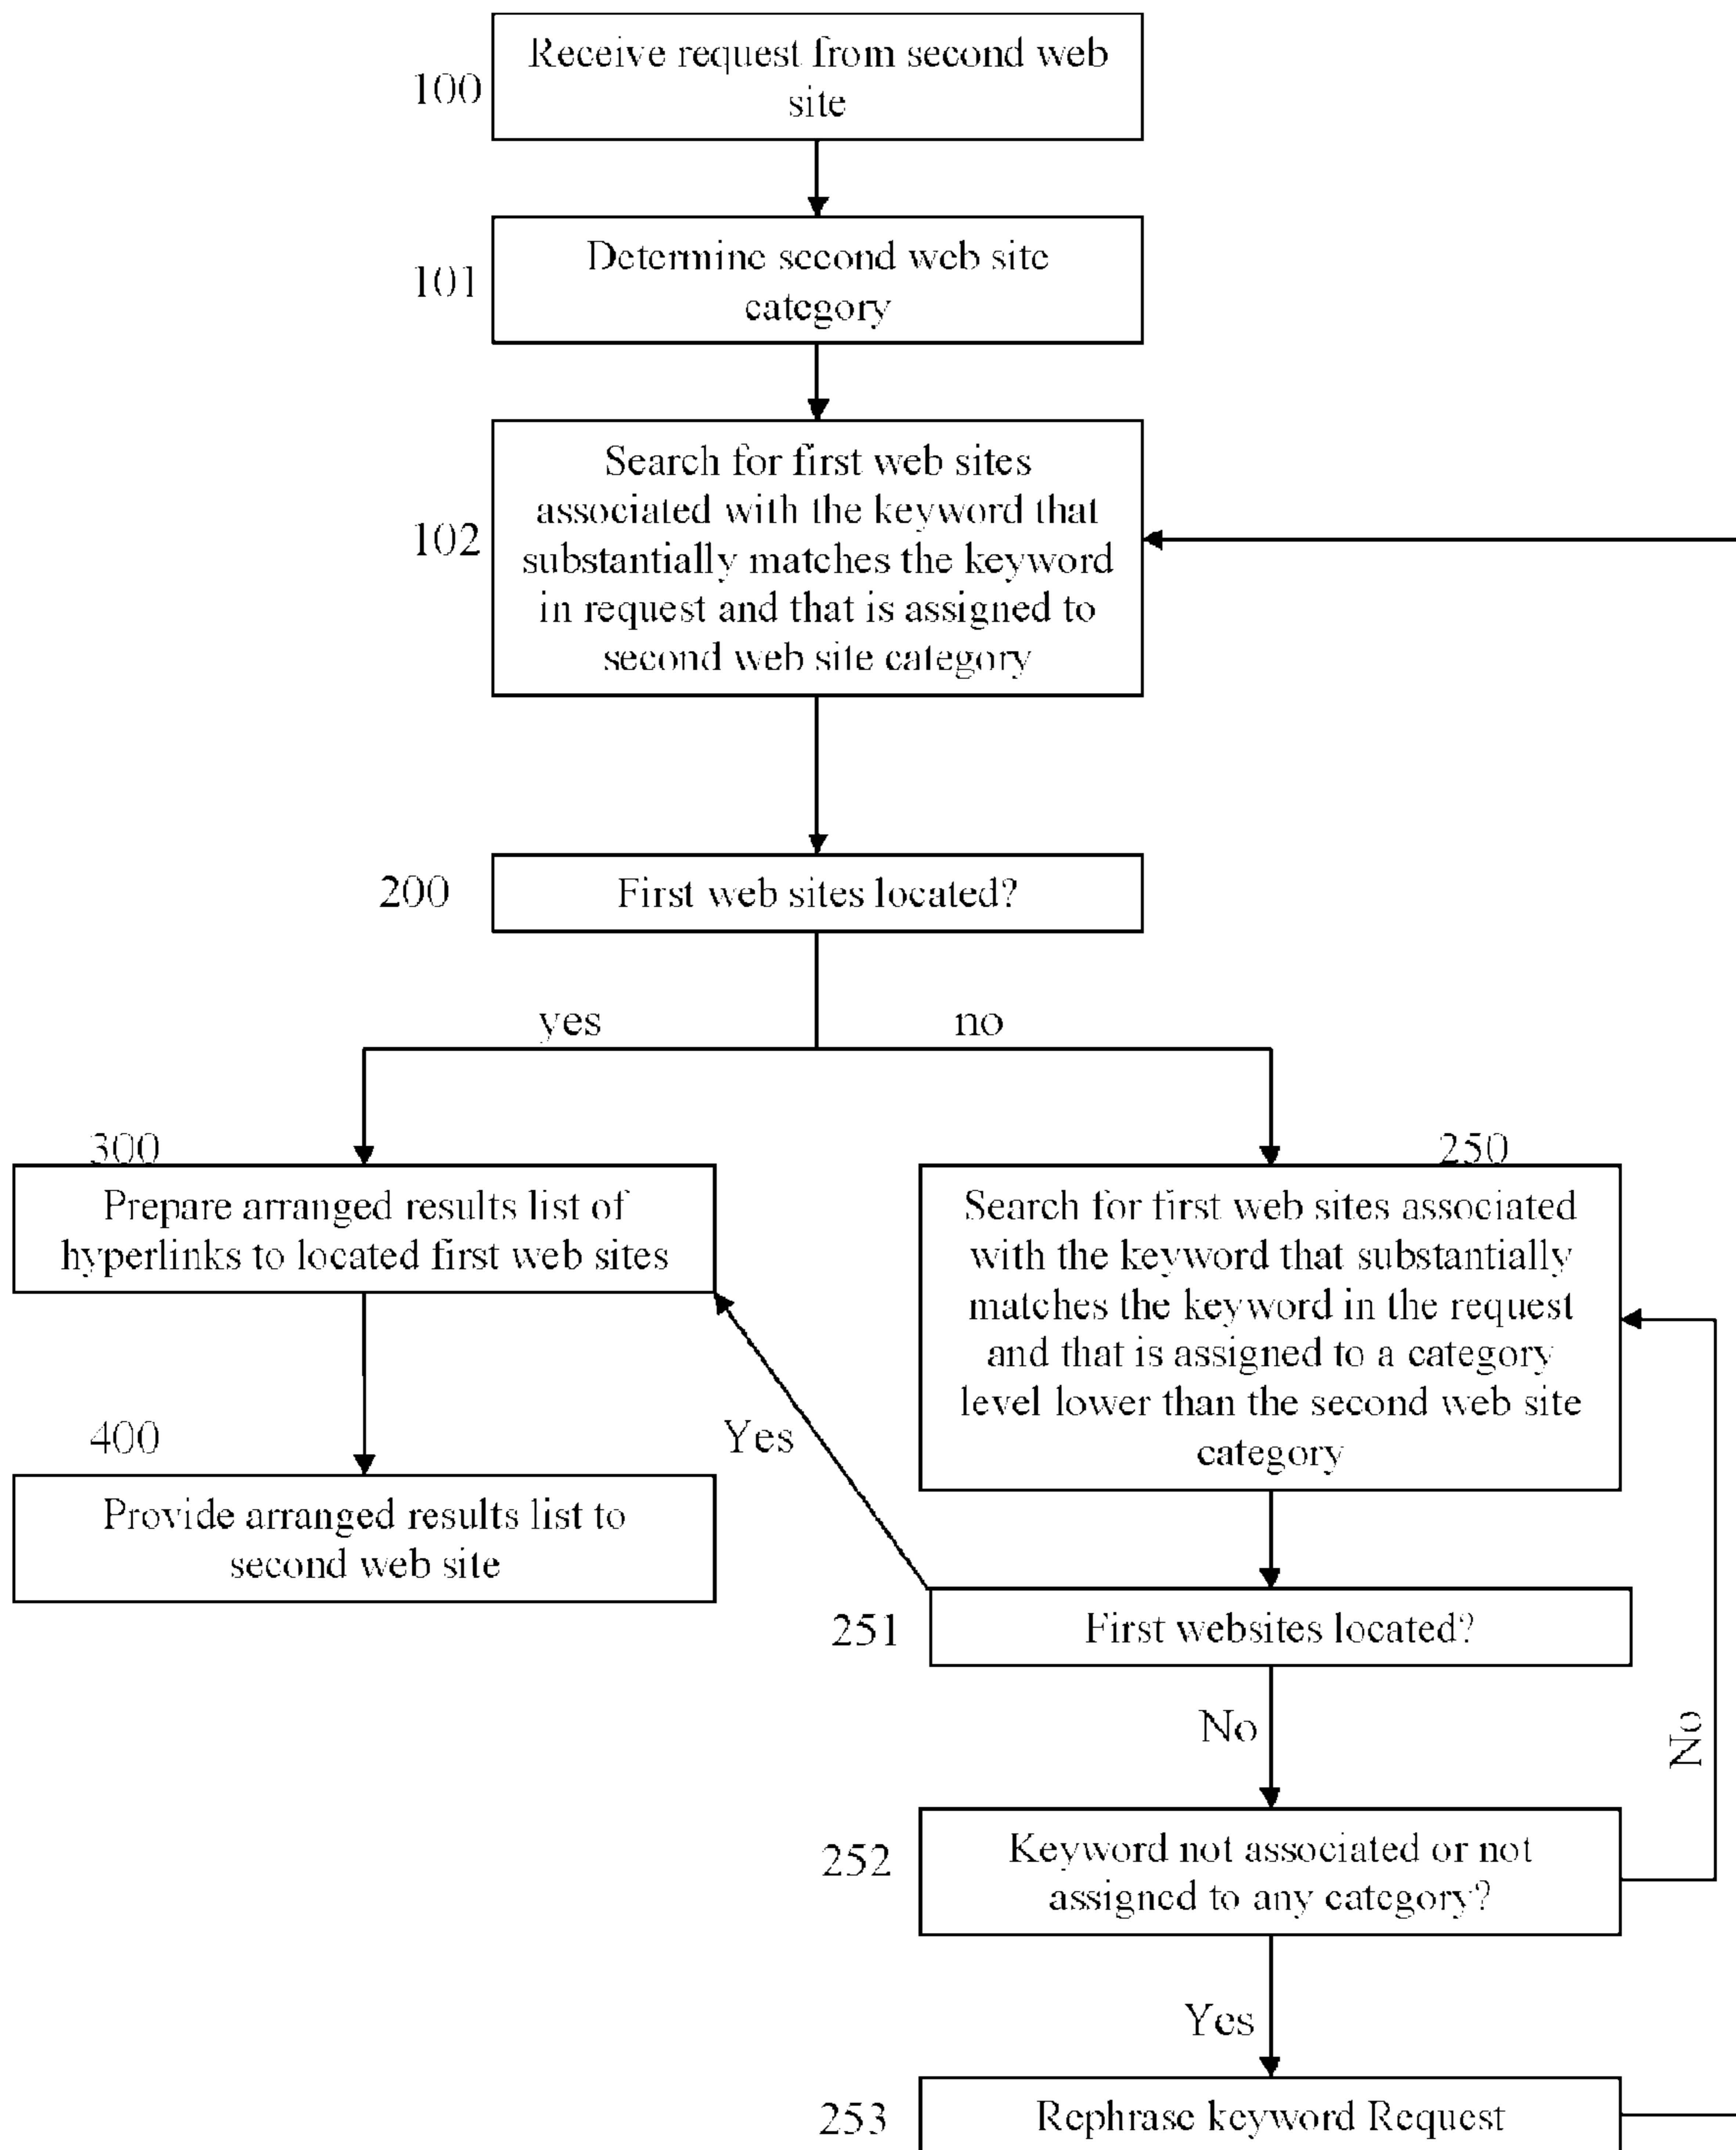 100
Receive request from second web
site
101
Determine second web site
category
102
Search for first web sites
associated with the keyword that
substantially matches the keyword
in request and that is assigned to
second web site category
200
First web sites located?
yes
no
300
Prepare arranged results list of
hyperlinks to located first web sites
250
Search for first web sites associated
with the keyword that substantially
matches the keyword in the request
and that is assigned to a category
level lower than the second web site
category
400
Provide arranged results list to
second web site
Yes
251
First websites located?
No
No
252
Keyword not associated or not
assigned to any category?
Yes
253
Rephrase keyword Request